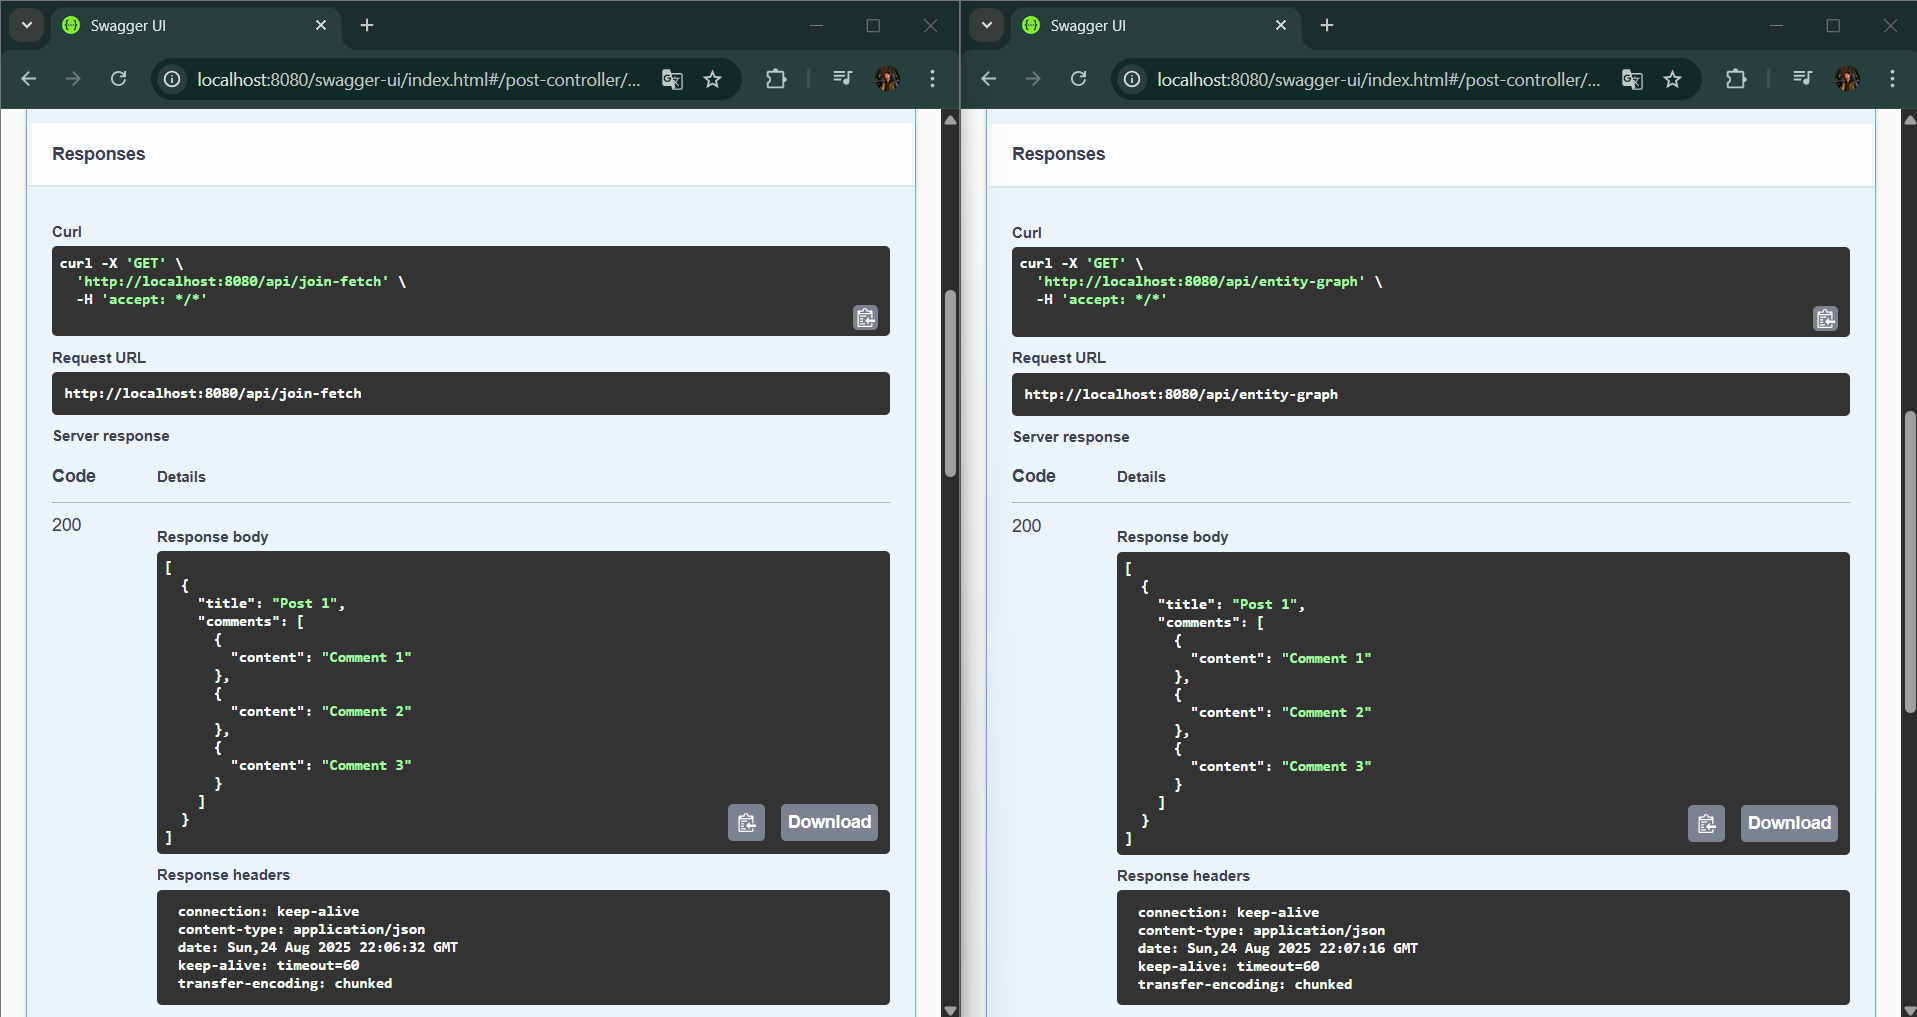 Swagger UI
localhost:8080/swagger-ui/index.html#/post-controller/...
Responses
Curl
curl -X 'GET' \
'http://localhost:8080/api/join-fetch' \
-H 'accept: */*'
Request URL
http://localhost:8080/api/join-fetch
Server response
Code Details
200
Response body
[
{
"title": "Post 1",
"comments": [
{
"content": "Comment 1"
},
{
"content": "Comment 2"
},
{
"content": "Comment 3"
}
]
}
]
Download
Response headers
connection: keep-alive
content-type: application/json
date: Sun,24 Aug 2025 22:06:32 GMT
keep-alive: timeout=60
transfer-encoding: chunked
Swagger UI
localhost:8080/swagger-ui/index.html#/post-controller/...
Responses
Curl
curl -X 'GET' \
'http://localhost:8080/api/entity-graph' \
-H 'accept: */*'
Request URL
http://localhost:8080/api/entity-graph
Server response
Code Details
200
Response body
[
{
"title": "Post 1",
"comments": [
{
"content": "Comment 1"
},
{
"content": "Comment 2"
},
{
"content": "Comment 3"
}
]
}
]
Download
Response headers
connection: keep-alive
content-type: application/json
date: Sun,24 Aug 2025 22:07:16 GMT
keep-alive: timeout=60
transfer-encoding: chunked